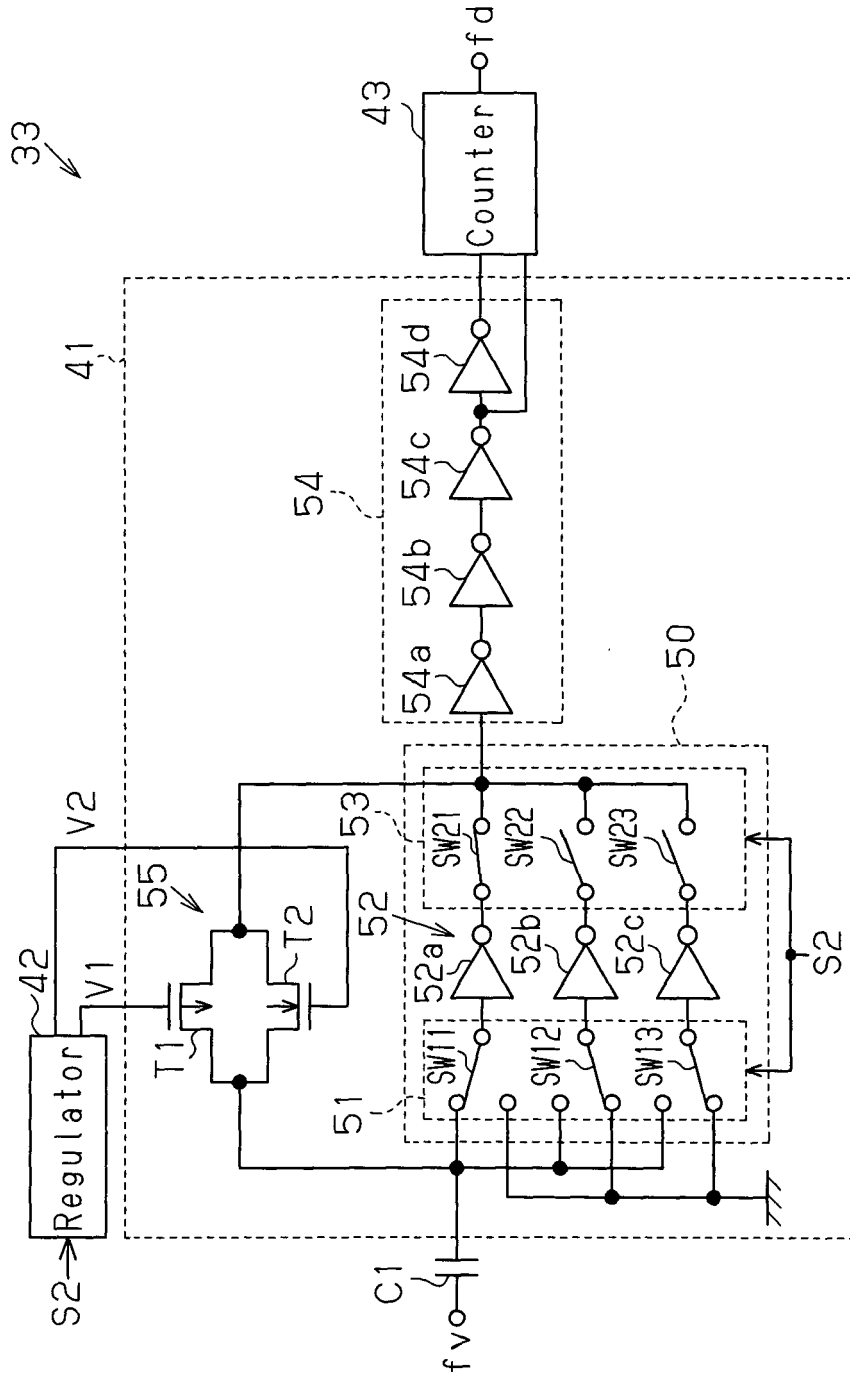 33
42
Regulator
S2
V1
V2
41
55
T1
T2
54
54a
54b
54c
54d
43
Counter
fd
fv
C1
50
51
52
53
SW11
SW12
SW13
52a
52b
52c
SW21
SW22
SW23
S2